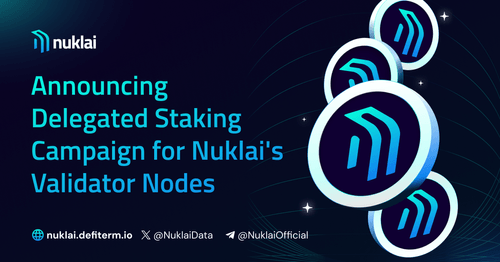 nuklai
Announcing
Delegated Staking
Campaign for Nuklai's
Validator Nodes
nuklai.defiterm.io @NuklaiData @NuklaiOfficial